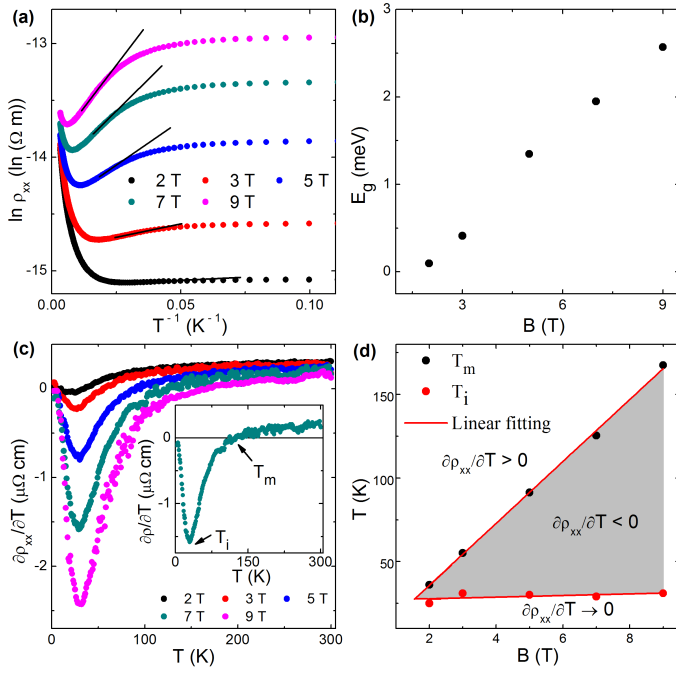 (a)
-13
-14
-15
ln ρxx (ln (Ω m))
2 T 3 T 5 T
7 T 9 T
0.00 0.05 0.10
T⁻¹ (K⁻¹)
(b)
3
2
1
0
Eg (meV)
3 6 9
B (T)
(c)
0
-1
-2
∂ρxx/∂T (μΩ cm)
0
-1
∂ρ/∂T (μΩ cm)
Tm
Ti
0 150 300
T (K)
2 T 3 T 5 T
7 T 9 T
0 100 200 300
T (K)
(d)
Tm
Ti
Linear fitting
∂ρxx/∂T > 0
∂ρxx/∂T < 0
∂ρxx/∂T → 0
150
100
50
T (K)
2 4 6 8
B (T)